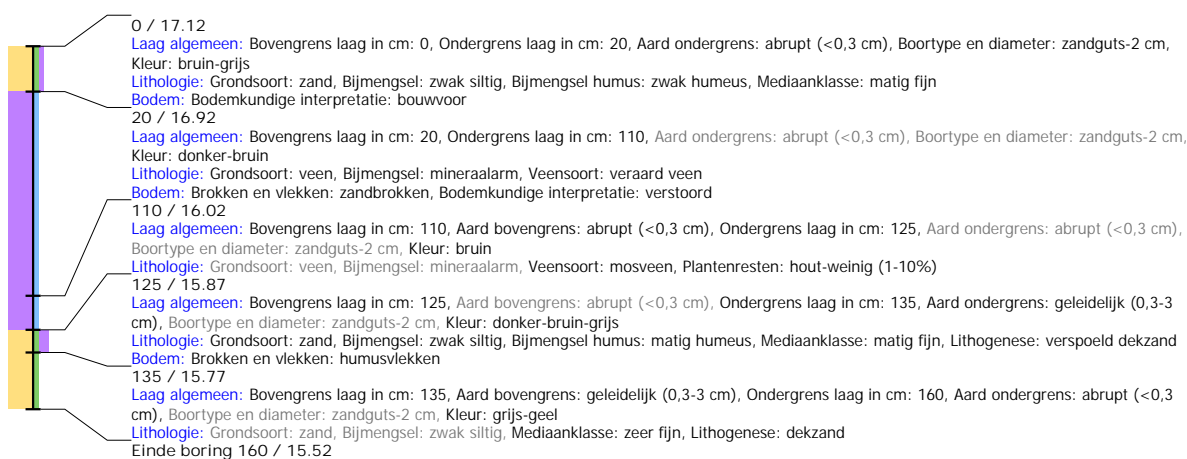 0 / 17.12
Laag algemeen: Bovengrens laag in cm: 0, Ondergrens laag in cm: 20, Aard ondergrens: abrupt (<0,3 cm), Boortype en diameter: zandguts-2 cm,
Kleur: bruin-grijs
Lithologie: Grondsoort: zand, Bijmengsel: zwak siltig, Bijmengsel humus: zwak humeus, Mediaanklasse: matig fijn
Bodem: Bodemkundige interpretatie: bouwvoor
20 / 16.92
Laag algemeen: Bovengrens laag in cm: 20, Ondergrens laag in cm: 110, Aard ondergrens: abrupt (<0,3 cm), Boortype en diameter: zandguts-2 cm,
Kleur: donker-bruin
Lithologie: Grondsoort: veen, Bijmengsel: mineraalarm, Veensoort: veraard veen
Bodem: Brokken en vlekken: zandbrokken, Bodemkundige interpretatie: verstoord
110 / 16.02
Laag algemeen: Bovengrens laag in cm: 110, Aard bovengrens: abrupt (<0,3 cm), Ondergrens laag in cm: 125, Aard ondergrens: abrupt (<0,3 cm),
Boortype en diameter: zandguts-2 cm, Kleur: bruin
Lithologie: Grondsoort: veen, Bijmengsel: mineraalarm, Veensoort: mosveen, Plantenresten: hout-weinig (1-10%)
125 / 15.87
Laag algemeen: Bovengrens laag in cm: 125, Aard bovengrens: abrupt (<0,3 cm), Ondergrens laag in cm: 135, Aard ondergrens: geleidelijk (0,3-3
cm), Boortype en diameter: zandguts-2 cm, Kleur: donker-bruin-grijs
Lithologie: Grondsoort: zand, Bijmengsel: zwak siltig, Bijmengsel humus: matig humeus, Mediaanklasse: matig fijn, Lithogenese: verspoeld dekzand
Bodem: Brokken en vlekken: humusvlekken
135 / 15.77
Laag algemeen: Bovengrens laag in cm: 135, Aard bovengrens: geleidelijk (0,3-3 cm), Ondergrens laag in cm: 160, Aard ondergrens: abrupt (<0,3
cm), Boortype en diameter: zandguts-2 cm, Kleur: grijs-geel
Lithologie: Grondsoort: zand, Bijmengsel: zwak siltig, Mediaanklasse: zeer fijn, Lithogenese: dekzand
Einde boring 160 / 15.52